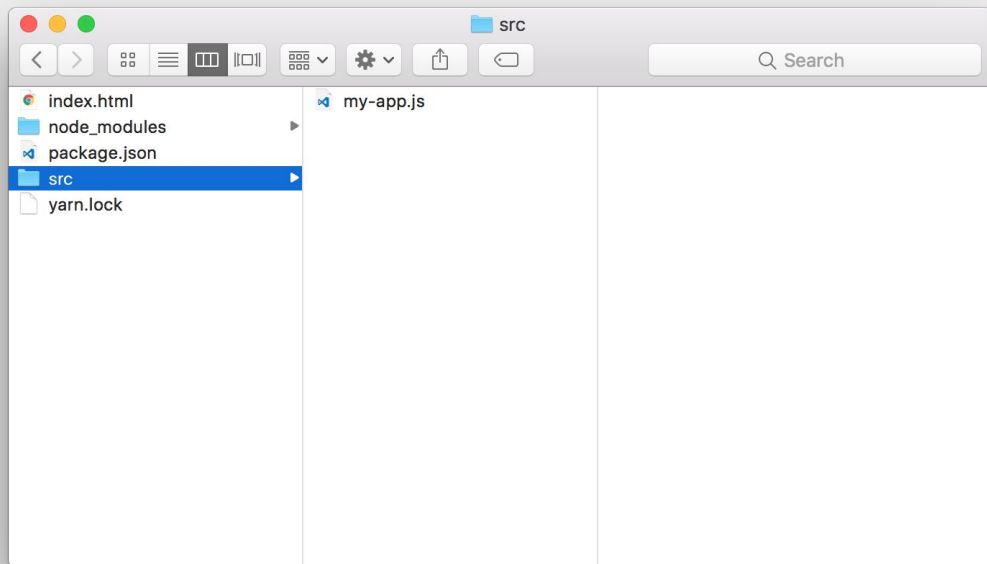 src
Search
index.html
node_modules
package.json
src
yarn.lock
my-app.js